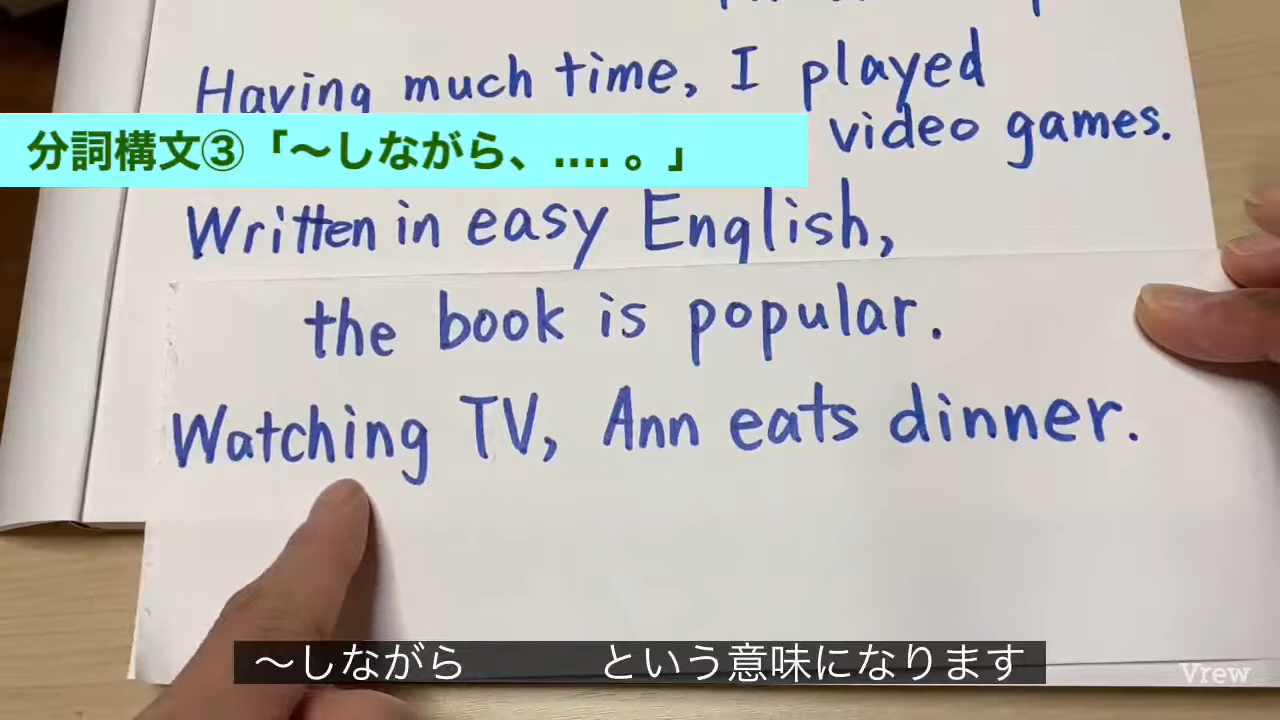 Having much time, I played
video games.
分詞構文③「～しながら、.... 。」
Written in easy English,
the book is popular.
Watching TV, Ann eats dinner.
～しながら という意味になります
Vrew